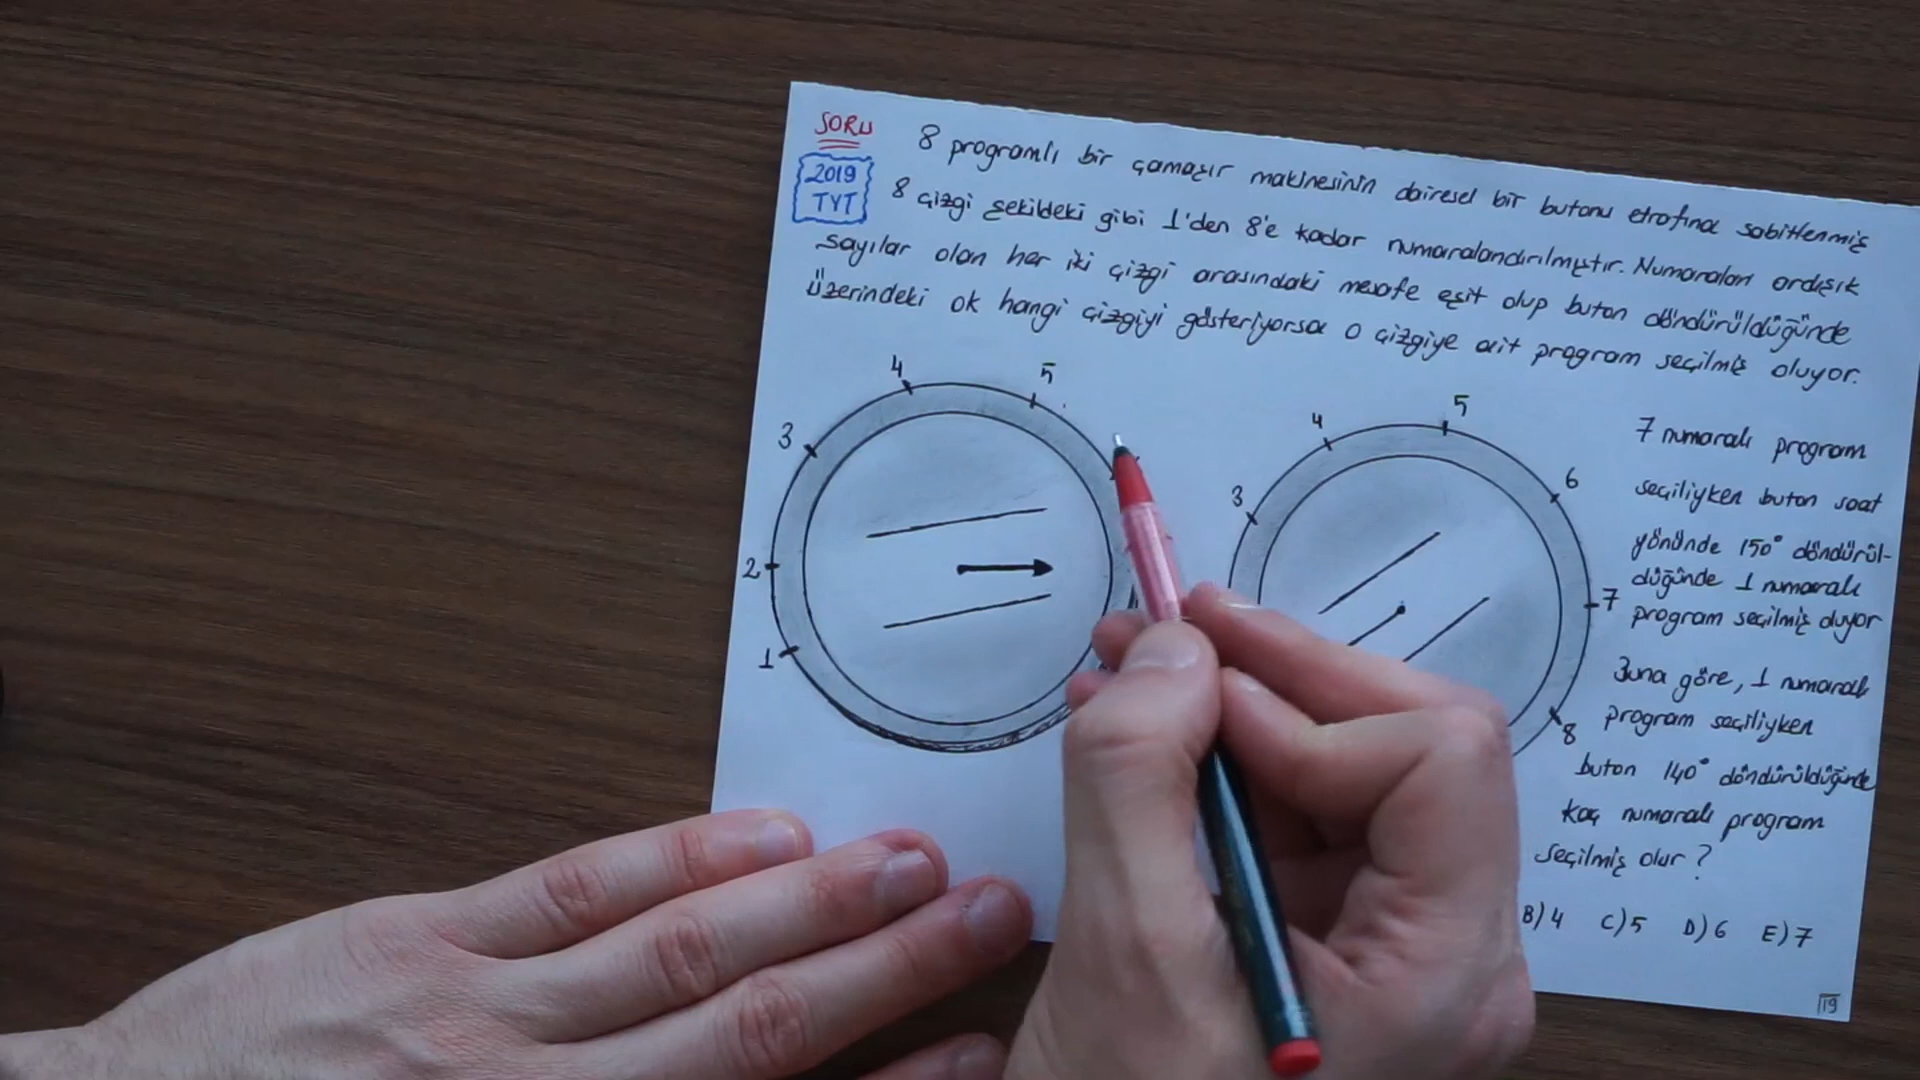 SORU
2019
TYT
8 programlı bir çamaşır makinesinin dairesel bir butonu etrafına sabitlenmiş
8 çizgi şekildeki gibi 1'den 8'e kadar numaralandırılmıştır. Numaraları ardışık
sayılar olan her iki çizgi arasındaki mesafe eşit olup buton döndürüldüğünde
üzerindeki ok hangi çizgiyi gösteriyorsa o çizgiye ait program seçilmiş oluyor.
4
5
3
2
1
5
4
6
3
7
8
7 numaralı program
seçiliyken buton saat
yönünde 150° döndürül-
düğünde 1 numaralı
program seçilmiş oluyor
Buna göre, 1 numaralı
program seçiliyken
buton 140° döndürüldüğünde
kaç numaralı program
seçilmiş olur?
B) 4 C) 5 D) 6 E) 7
19